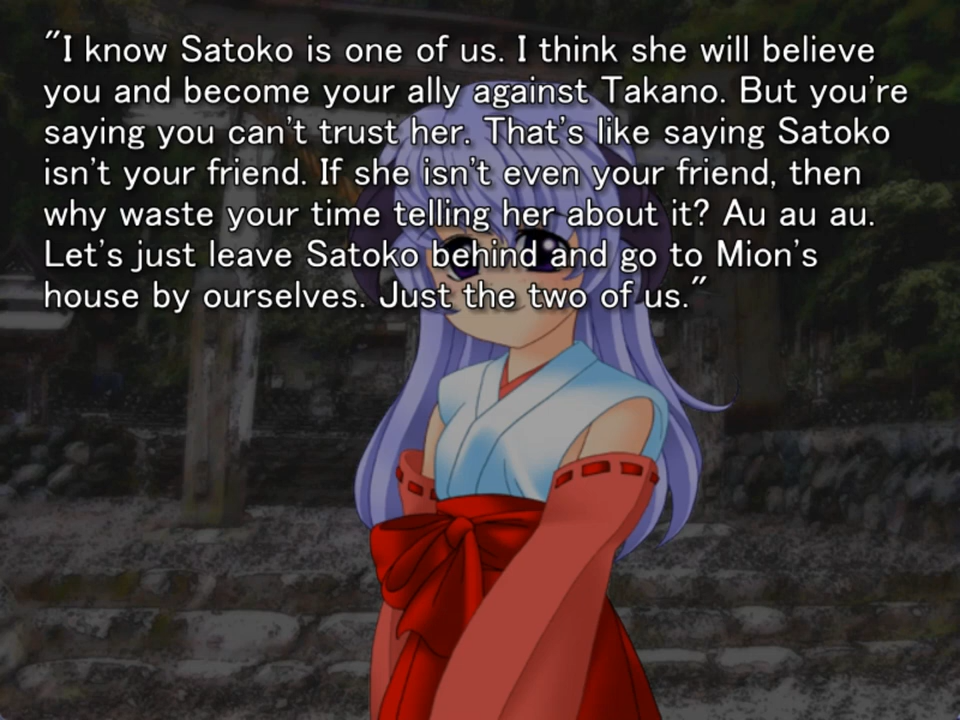 "I know Satoko is one of us. I think she will believe
you and become your ally against Takano. But you're
saying you can't trust her. That's like saying Satoko
isn't your friend. If she isn't even your friend, then
why waste your time telling her about it? Au au au.
Let's just leave Satoko behind and go to Mion's
house by ourselves. Just the two of us."